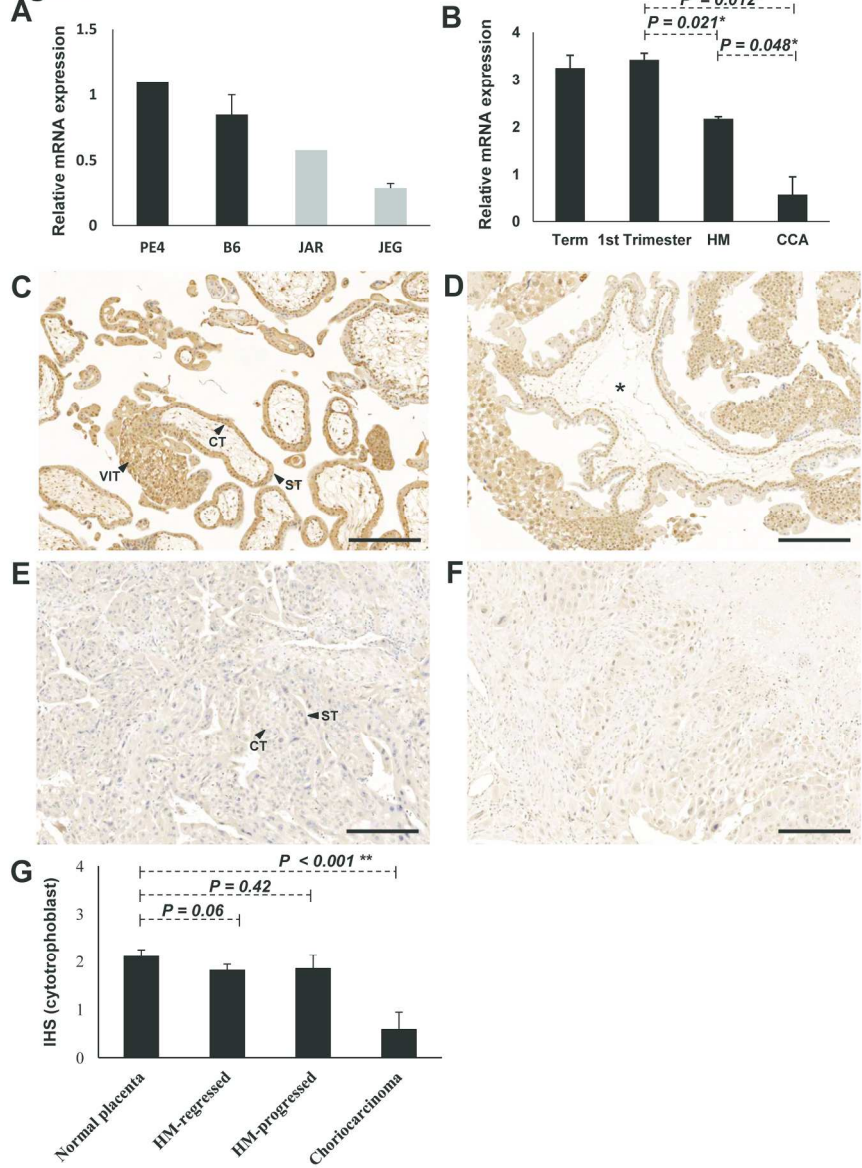 A
Relative mRNA expression
1.5
1
0.5
0
PE4 B6 JAR JEG
B
P = 0.012
P = 0.021*
P = 0.048*
Relative mRNA expression
4
3
2
1
0
Term 1st Trimester HM CCA
C
CT
VIT
ST
D
*
E
ST
CT
F
G
P < 0.001 **
P = 0.42
P = 0.06
IHS (cytotrophoblast)
4
3
2
1
0
Normal placenta
HM-regressed
HM-progressed
Choriocarcinoma